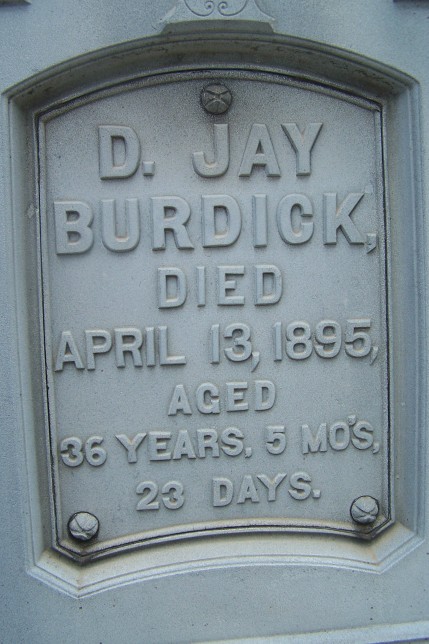 D. JAY
BURDICK,
DIED
APRIL 13, 1895,
AGED
36 YEARS, 5 MO'S,
23 DAYS.